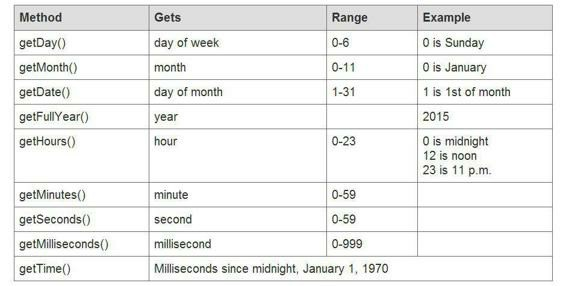 Method Gets Range Example
getDay() day of week 0-6 0 is Sunday
getMonth() month 0-11 0 is January
getDate() day of month 1-31 1 is 1st of month
getFullYear() year 2015
getHours() hour 0-23 0 is midnight
12 is noon
23 is 11 p.m.
getMinutes() minute 0-59
getSeconds() second 0-59
getMilliseconds() millisecond 0-999
getTime() Milliseconds since midnight, January 1, 1970